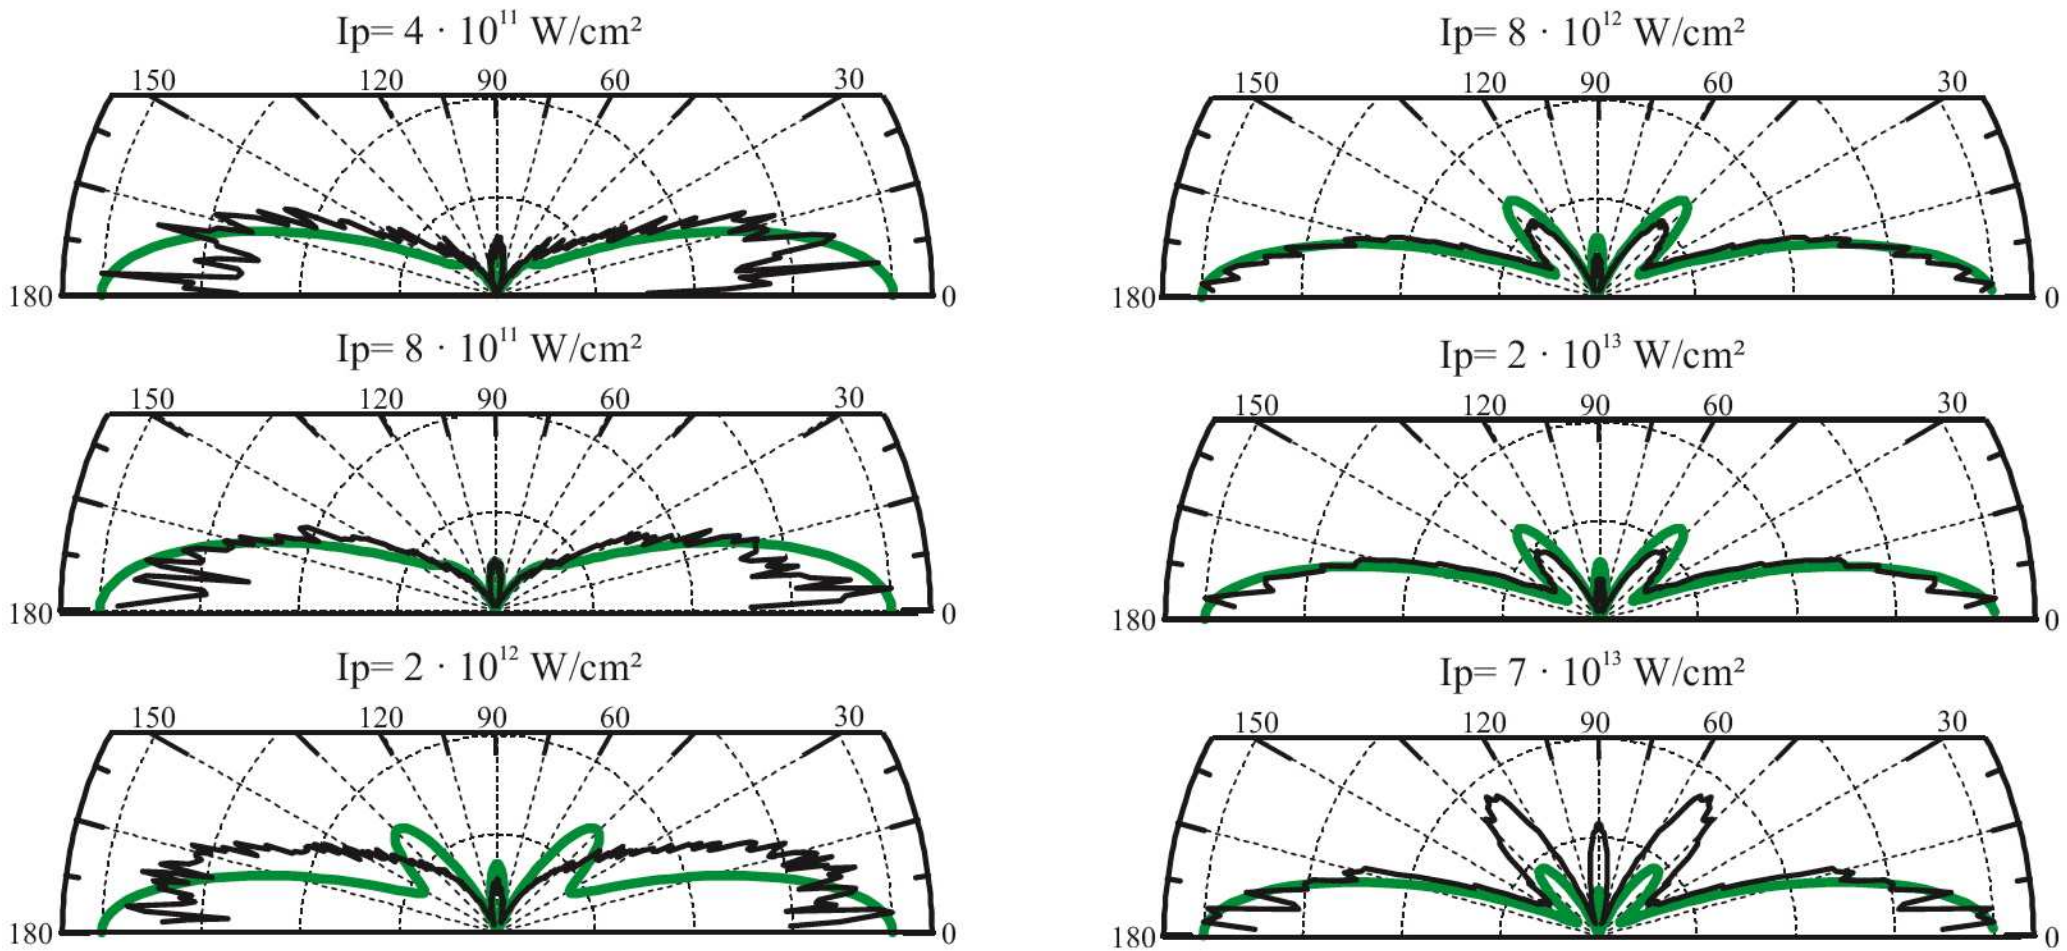 Ip= 4 · 10¹¹ W/cm²
150 120 90 60 30
180 0
Ip= 8 · 10¹¹ W/cm²
150 120 90 60 30
180 0
Ip= 2 · 10¹² W/cm²
150 120 90 60 30
180 0
Ip= 8 · 10¹² W/cm²
150 120 90 60 30
180 0
Ip= 2 · 10¹³ W/cm²
150 120 90 60 30
180 0
Ip= 7 · 10¹³ W/cm²
150 120 90 60 30
180 0